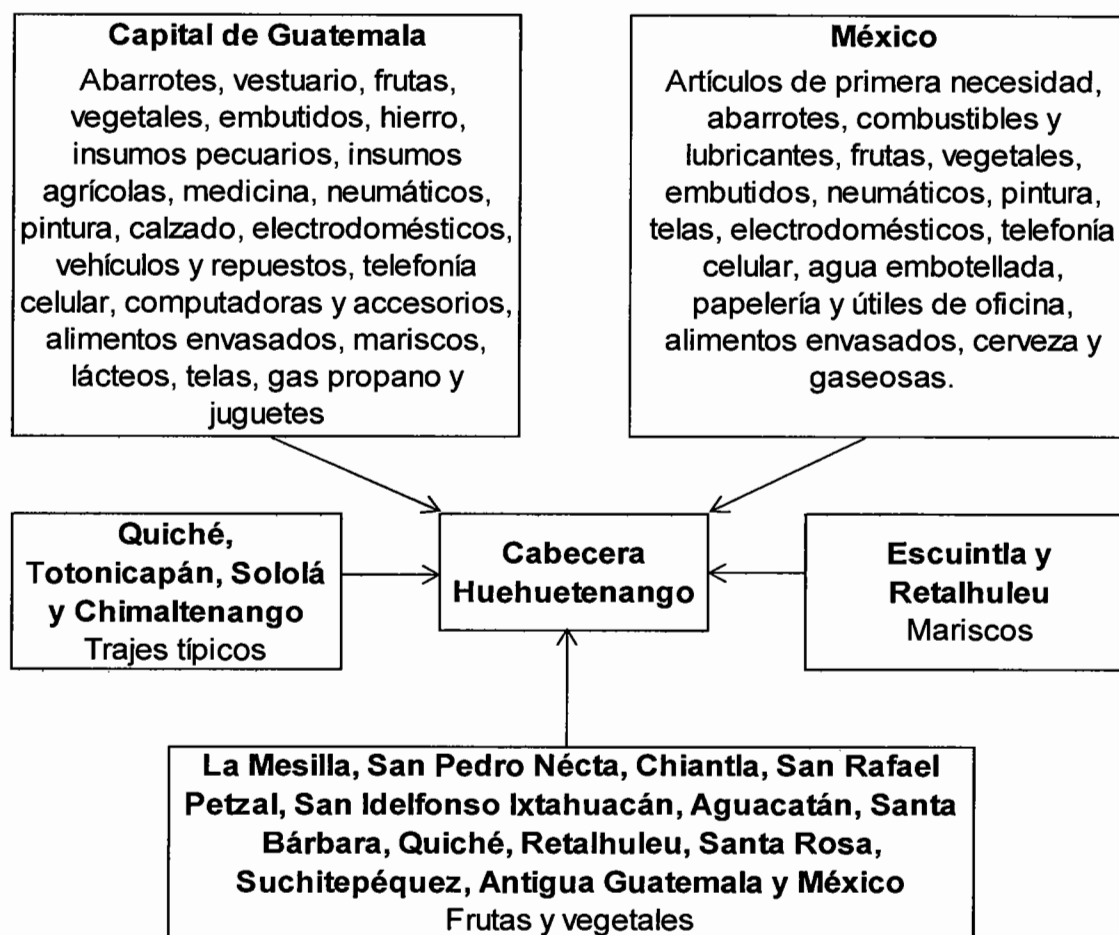 Capital de Guatemala
Abarrotes, vestuario, frutas,
vegetales, embutidos, hierro,
insumos pecuarios, insumos
agrícolas, medicina, neumáticos,
pintura, calzado, electrodomésticos,
vehículos y repuestos, telefonía
celular, computadoras y accesorios,
alimentos envasados, mariscos,
lácteos, telas, gas propano y
juguetes
México
Artículos de primera necesidad,
abarrotes, combustibles y
lubricantes, frutas, vegetales,
embutidos, neumáticos, pintura,
telas, electrodomésticos, telefonía
celular, agua embotellada,
papelería y útiles de oficina,
alimentos envasados, cerveza y
gaseosas.
Quiché,
Totonicapán, Sololá
y Chimaltenango
Trajes típicos
Cabecera
Huehuetenango
Escuintla y
Retalhuleu
Mariscos
La Mesilla, San Pedro Nécta, Chiantla, San Rafael
Petzal, San Idelfonso Ixtahuacán, Aguacatán, Santa
Bárbara, Quiché, Retalhuleu, Santa Rosa,
Suchitepéquez, Antigua Guatemala y México
Frutas y vegetales